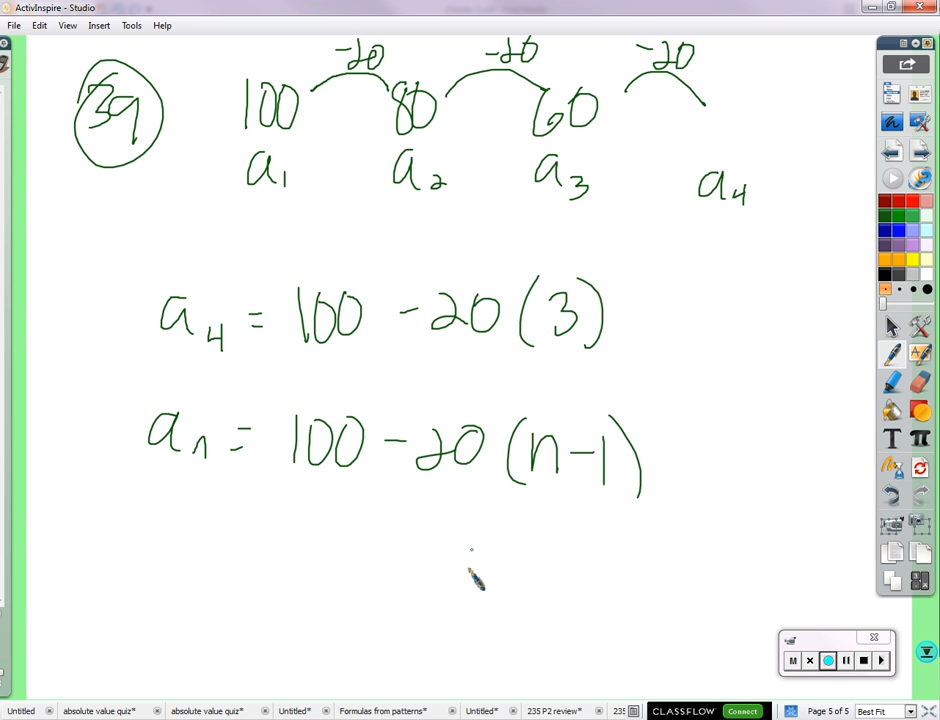 ActivInspire - Studio
File Edit View Insert Tools Help
-20 -20 -20
39 100 80 60
a1 a2 a3 a4
a4 = 100 - 20 (3)
an = 100 - 20 (n-1)
Untitled absolute value quiz* absolute value quiz* Untitled* Formulas from patterns* Untitled* 235 P2 review* 235 CLASSFLOW Connect Page 5 of 5 Best Fit